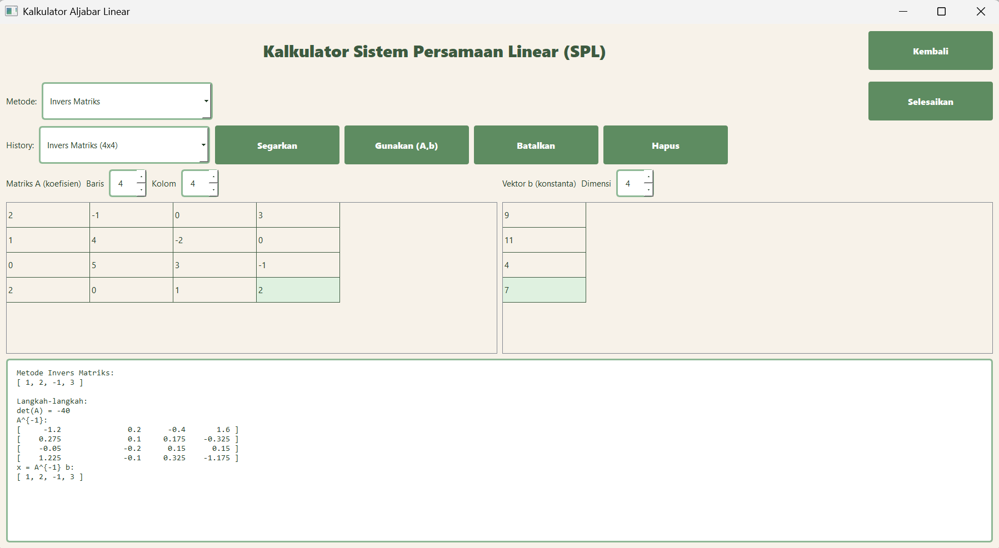 Kalkulator Aljabar Linear
Kalkulator Sistem Persamaan Linear (SPL)
Kembali
Metode: Invers Matriks
Selesaikan
History: Invers Matriks (4x4) Segarkan Gunakan (A,b) Batalkan Hapus
Matriks A (koefisien) Baris 4 Kolom 4
Vektor b (konstanta) Dimensi 4
2 -1 0 3
1 4 -2 0
0 5 3 -1
2 0 1 2
9
11
4
7
Metode Invers Matriks:
[ 1, 2, -1, 3 ]
Langkah-langkah:
det(A) = -40
A^{-1}:
[ -1.2 0.2 -0.4 1.6 ]
[ 0.275 0.1 0.175 -0.325 ]
[ -0.05 -0.2 0.15 0.15 ]
[ 1.225 -0.1 0.325 -1.175 ]
x = A^{-1} b:
[ 1, 2, -1, 3 ]